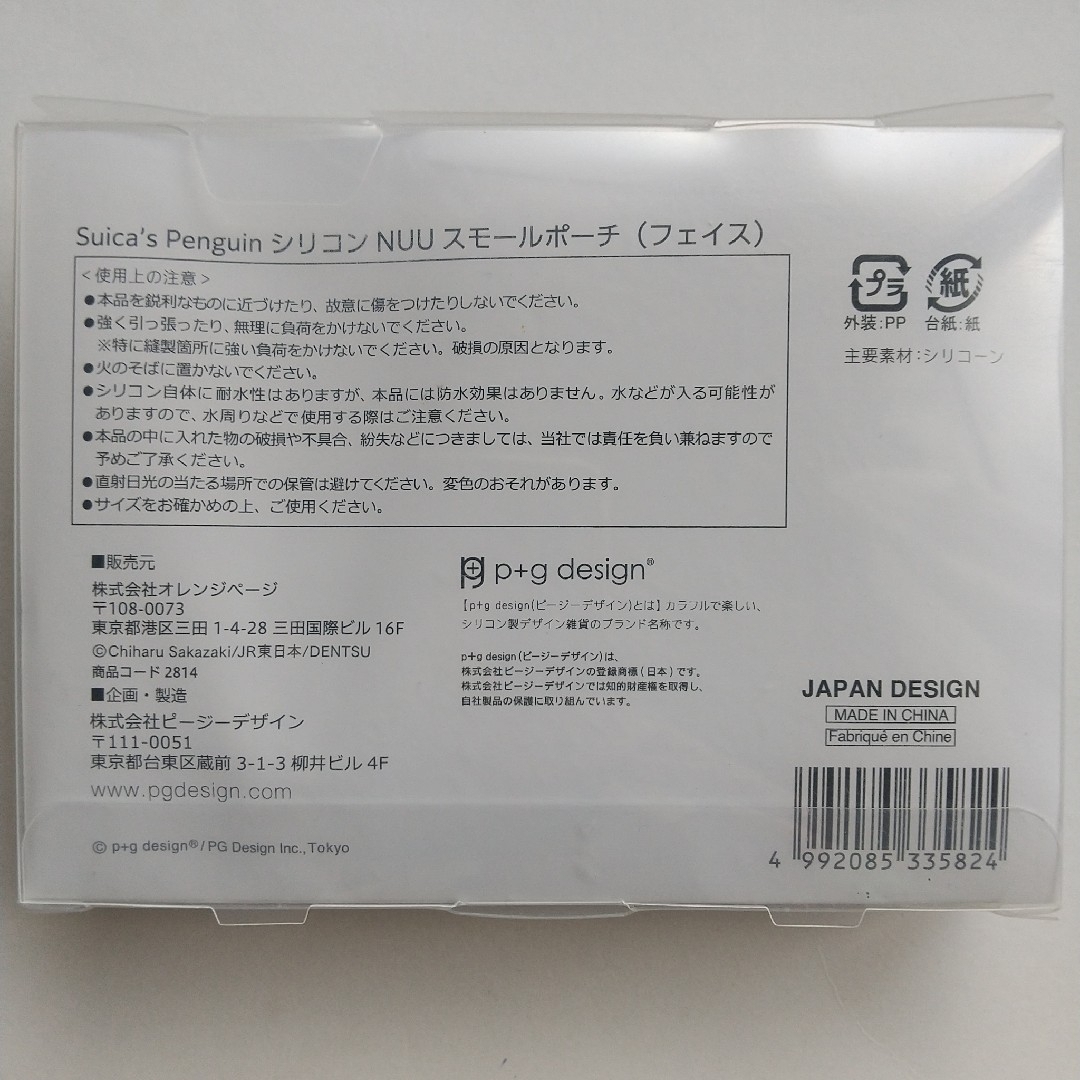 Suica's Penguin シリコン NUU スモールポーチ（フェイス）
＜使用上の注意＞
●本品を鋭利なものに近づけたり、故意に傷をつけたりしないでください。
●強く引っ張ったり、無理に負荷をかけないでください。
※特に縫製箇所に強い負荷をかけないでください。破損の原因となります。
●火のそばに置かないでください。
●シリコン自体に耐水性はありますが、本品には防水効果はありません。水などが入る可能性が
ありますので、水周りなどで使用する際はご注意ください。
●本品の中に入れた物の破損や不具合、紛失などにつきましては、当社では責任を負い兼ねますので
予めご了承ください。
●直射日光の当たる場所での保管は避けてください。変色のおそれがあります。
●サイズをお確かめの上、ご使用ください。
プラ
外装:PP
紙
台紙:紙
主要素材:シリコーン
■販売元
株式会社オレンジページ
〒108-0073
東京都港区三田 1-4-28 三田国際ビル 16F
©Chiharu Sakazaki/JR東日本/DENTSU
商品コード 2814
■企画・製造
株式会社ピージーデザイン
〒111-0051
東京都台東区蔵前 3-1-3 柳井ビル 4F
www.pgdesign.com
© p+g design®/PG Design Inc.,Tokyo
p+g design®
【p+g design(ピージーデザイン)とは】カラフルで楽しい、
シリコン製デザイン雑貨のブランド名称です。
p+g design(ピージーデザイン)は、
株式会社ピージーデザインの登録商標(日本)です。
株式会社ピージーデザインでは知的財産権を取得し、
自社製品の保護に取り組んでいます。
JAPAN DESIGN
MADE IN CHINA
Fabriqué en Chine
4 992085 335824